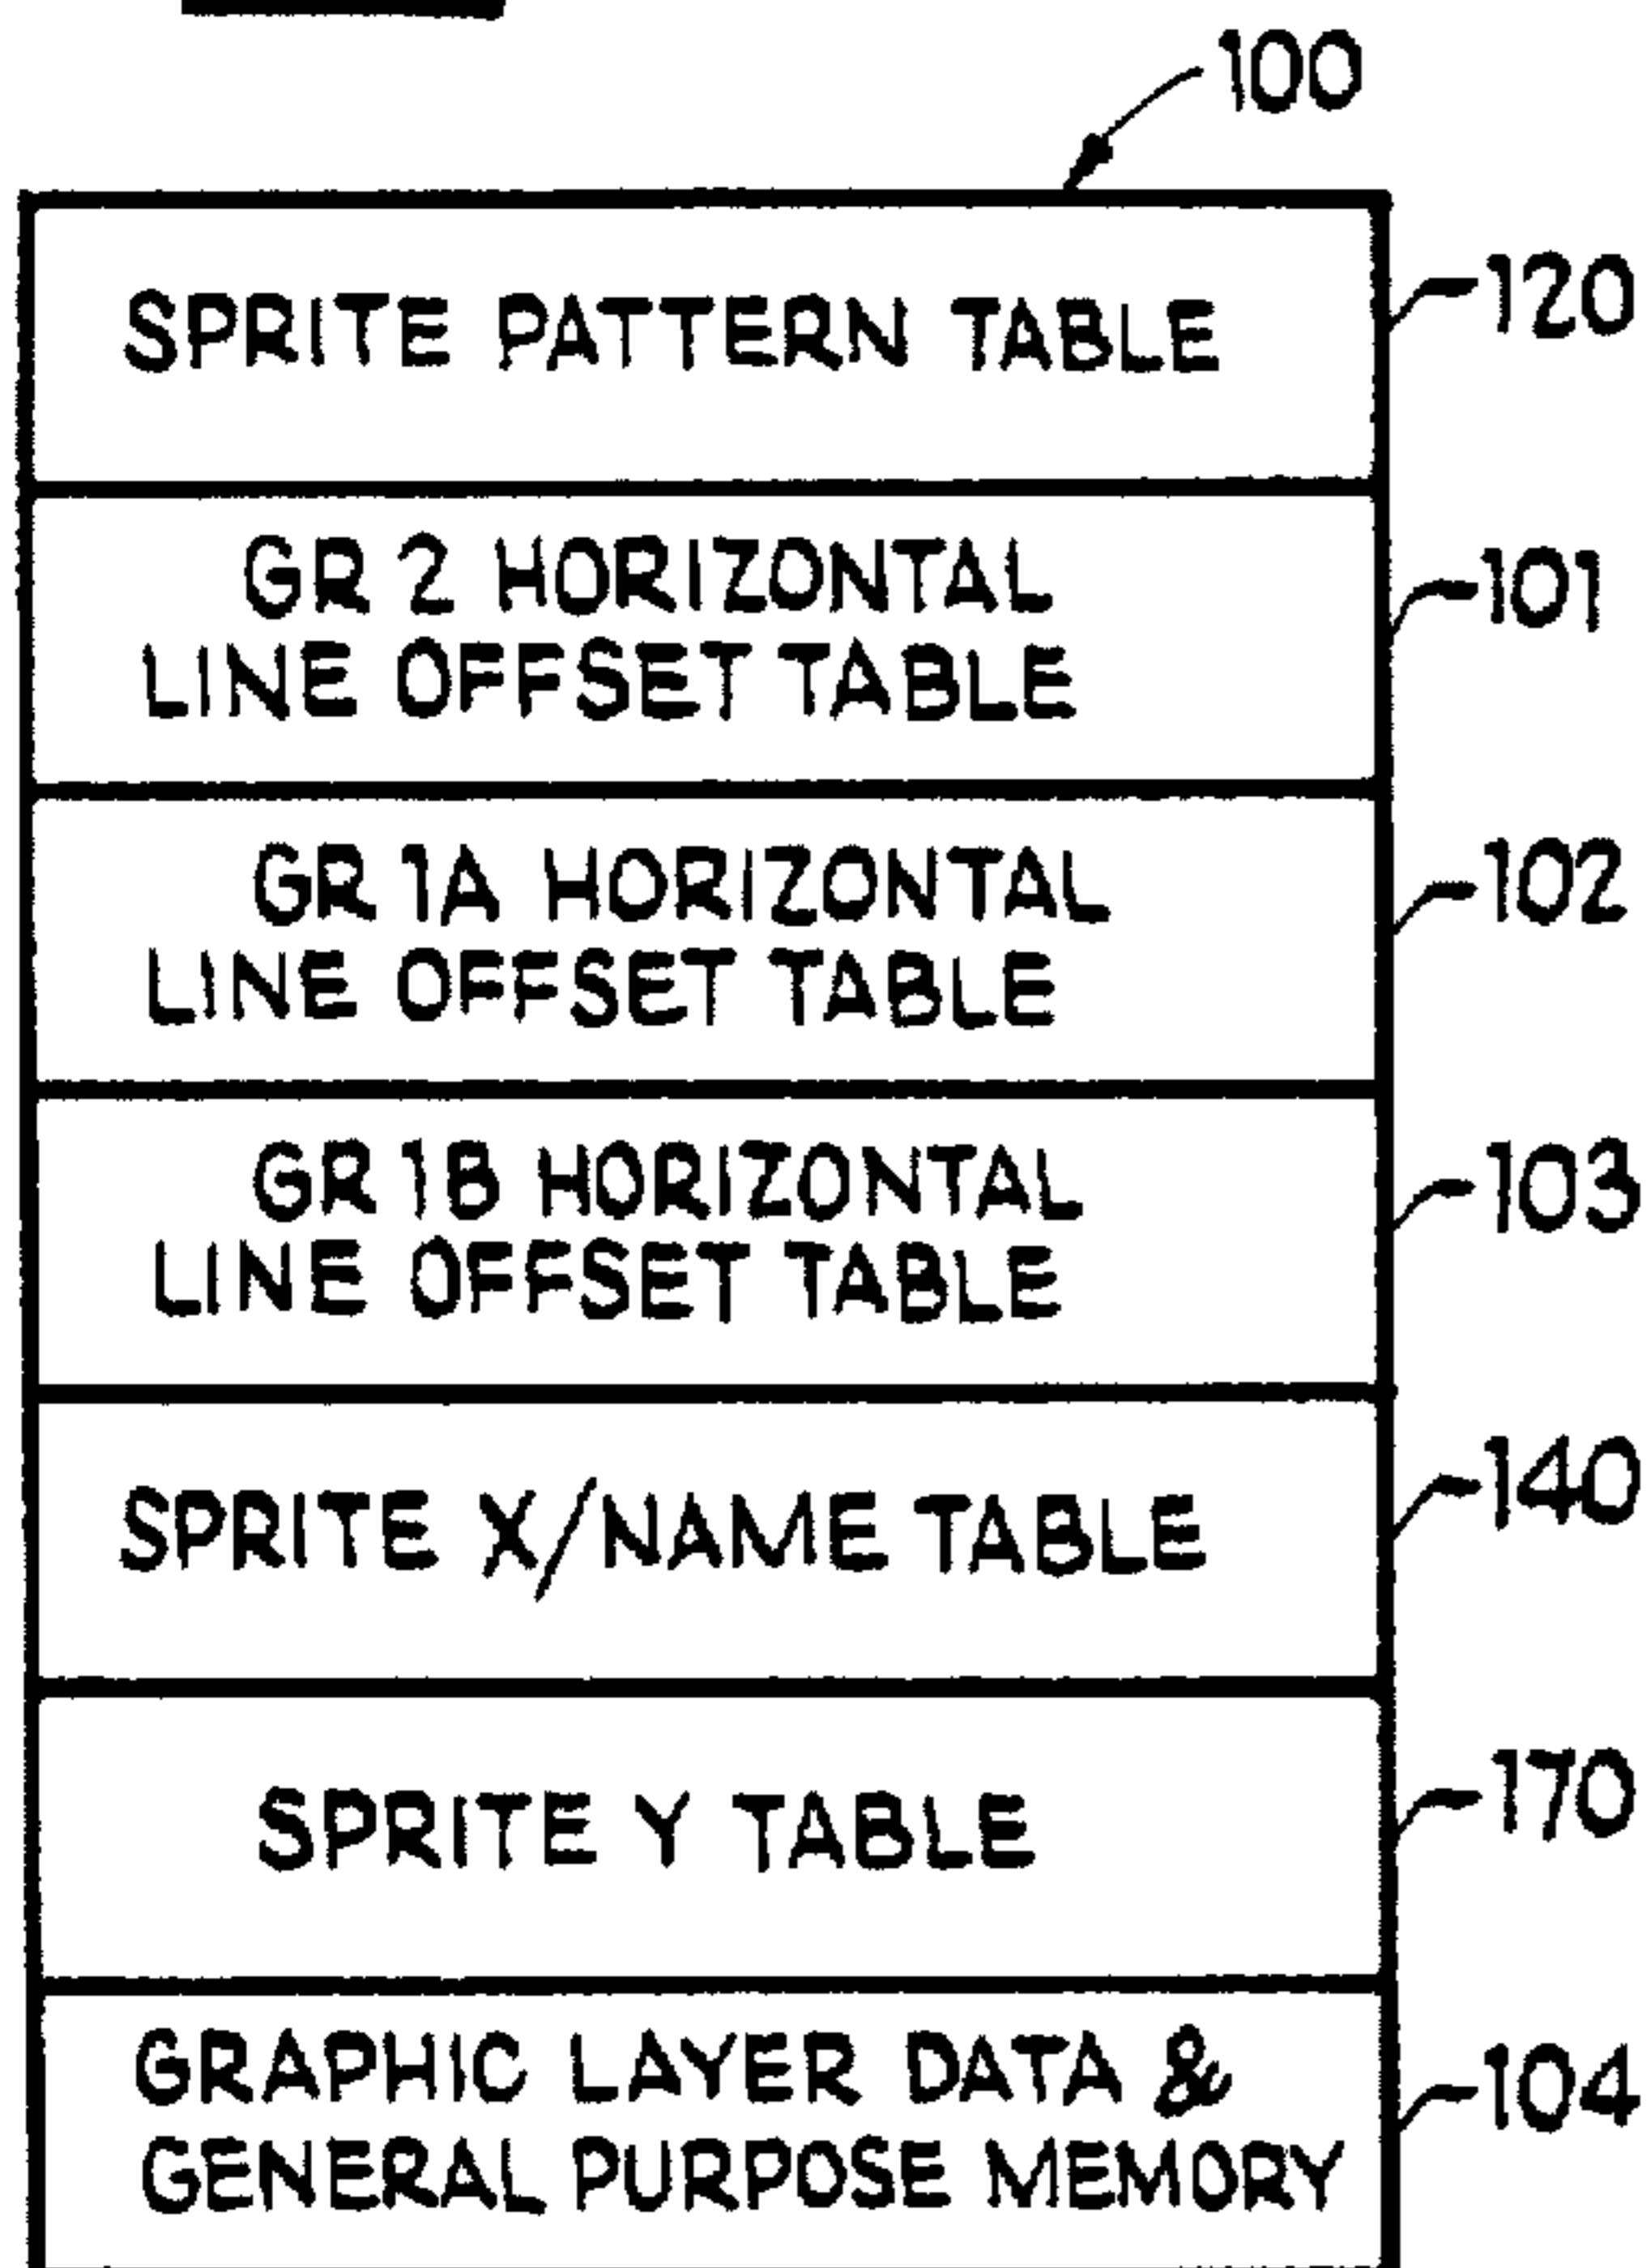 100
SPRITE PATTERN TABLE
120
GR 2 HORIZONTAL
LINE OFFSET TABLE
101
GR 1A HORIZONTAL
LINE OFFSET TABLE
102
GR 1B HORIZONTAL
LINE OFFSET TABLE
103
SPRITE X/NAME TABLE
140
SPRITE Y TABLE
170
GRAPHIC LAYER DATA &
GENERAL PURPOSE MEMORY
104